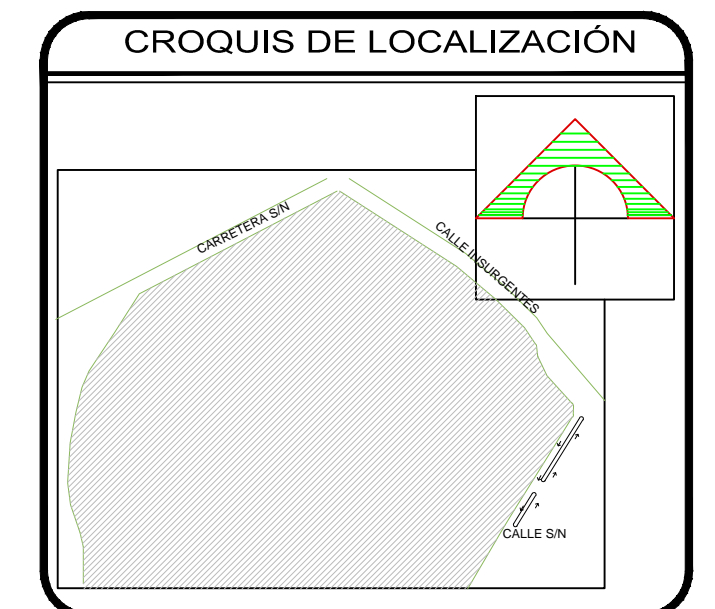 CROQUIS DE LOCALIZACIÓN
CARRETERA S/N
CALLE INSURGENTES
CALLE S/N